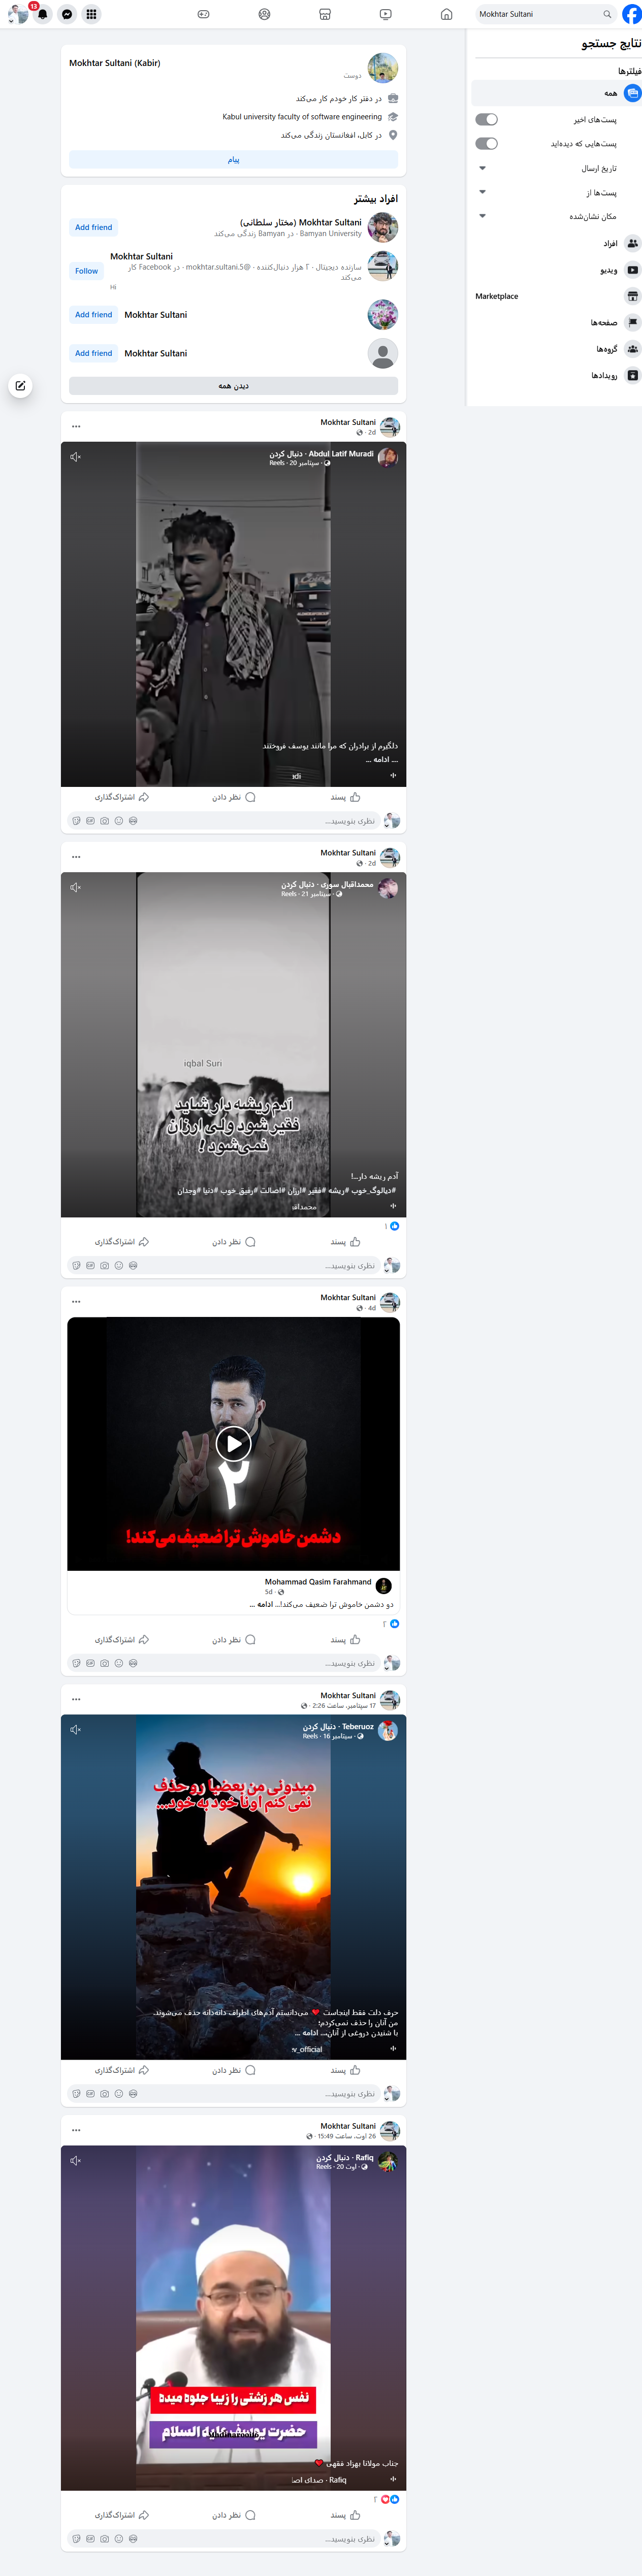 13
Mokhtar Sultani
نتایج جستجو
فیلترها
همه
پست‌های اخیر
پست‌هایی که دیده‌اید
تاریخ ارسال
پست‌ها از
مکان نشان‌شده
افراد
ویدیو
Marketplace
صفحه‌ها
گروه‌ها
رویدادها
Mokhtar Sultani (Kabir)
دوست
در دفتر کار خودم کار می‌کند
Kabul university faculty of software engineering
در کابل، افغانستان زندگی می‌کند
پیام
افراد بیشتر
Mokhtar Sultani (مختار سلطانی)
Bamyan University · در Bamyan زندگی می‌کند
Add friend
Mokhtar Sultani
سازنده دیجیتال · ۲ هزار دنبال‌کننده · @mokhtar.sultani.5 · در Facebook کار
می‌کند
Hi
Follow
Mokhtar Sultani
Add friend
Mokhtar Sultani
Add friend
دیدن همه
Mokhtar Sultani
2d ·
Abdul Latif Muradi · دنبال کردن
Reels · سپتامبر 20 ·
دلگیرم از برادران که مرا مانند یوسف فروختند
.... ادامه ...
پسند
نظر دادن
اشتراک‌گذاری
نظری بنویسید...
Mokhtar Sultani
2d ·
محمداقبال سوری · دنبال کردن
Reels · سپتامبر 21 ·
iqbal Suri
آدم ریشه دار شاید
فقیر شود ولی ارزان
نمی‌شود !
آدم ریشه دار...!
#دیالوگ_خوب #ریشه #فقیر #ارزان #اصالت #رفیق_خوب #دنیا #وجدان
محمداقبا
۱
پسند
نظر دادن
اشتراک‌گذاری
نظری بنویسید...
Mokhtar Sultani
4d ·
۲
دشمن خاموش ترا ضعیف می‌کند!
Mohammad Qasim Farahmand
5d ·
دو دشمن خاموش ترا ضعیف می‌کند!... ادامه ...
۲
پسند
نظر دادن
اشتراک‌گذاری
نظری بنویسید...
Mokhtar Sultani
17 سپتامبر، ساعت 2:26 ·
Teberuoz · دنبال کردن
Reels · سپتامبر 16 ·
میدونی من بعضیا رو حذف
نمی کنم اونا خود به خود...
حرف دلت فقط اینجاست ❤️ می‌دانستم آدم‌های اطراف دانه‌دانه حذف می‌شوند.
من آنان را حذف نمی‌کردم؛
با شنیدن دروغی از آنان،... ادامه ...
v_official
پسند
نظر دادن
اشتراک‌گذاری
نظری بنویسید...
Mokhtar Sultani
26 اوت، ساعت 15:49 ·
Rafiq · دنبال کردن
Reels · اوت 20 ·
نفس هر زشتی را زیبا جلوه میده
حضرت یوسف علیه السلام
جناب مولانا بهزاد فقهی ❤️
Rafiq · صدای اص
۲
پسند
نظر دادن
اشتراک‌گذاری
نظری بنویسید...